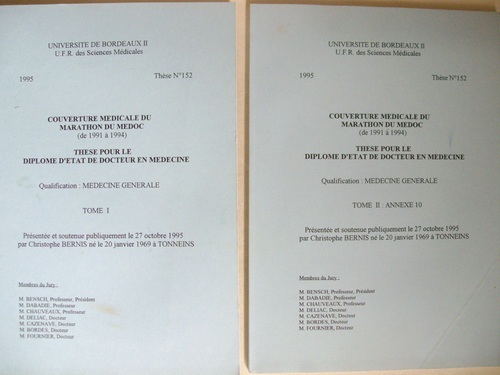 UNIVERSITE DE BORDEAUX II
U.F.R. des Sciences Médicales
1995
Thèse N°152
COUVERTURE MEDICALE DU
MARATHON DU MEDOC
(de 1991 à 1994)
THESE POUR LE
DIPLOME D'ETAT DE DOCTEUR EN MEDECINE
Qualification : MEDECINE GENERALE
TOME I
Présentée et soutenue publiquement le 27 octobre 1995
par Christophe BERNIS né le 20 janvier 1969 à TONNEINS
Membres du Jury :
M. BENSCH, Professeur, Président
M. DABADIE, Professeur
M. CHAUVEAUX, Professeur
M. DELJAC, Docteur
M. CAZENAVE, Docteur
M. BORDES, Docteur
M. FOURNIER, Docteur
UNIVERSITE DE BORDEAUX II
U.F.R. des Sciences Médicales
1995
Thèse N°152
COUVERTURE MEDICALE DU
MARATHON DU MEDOC
(de 1991 à 1994)
THESE POUR LE
DIPLOME D'ETAT DE DOCTEUR EN MEDECINE
Qualification : MEDECINE GENERALE
TOME II : ANNEXE 10
Présentée et soutenue publiquement le 27 octobre 1995
par Christophe BERNIS né le 20 janvier 1969 à TONNEINS
Membres du Jury :
M. BENSCH, Professeur, Président
M. DABADIE, Professeur
M. CHAUVEAUX, Professeur
M. DELJAC, Docteur
M. CAZENAVE, Docteur
M. BORDES, Docteur
M. FOURNIER, Docteur